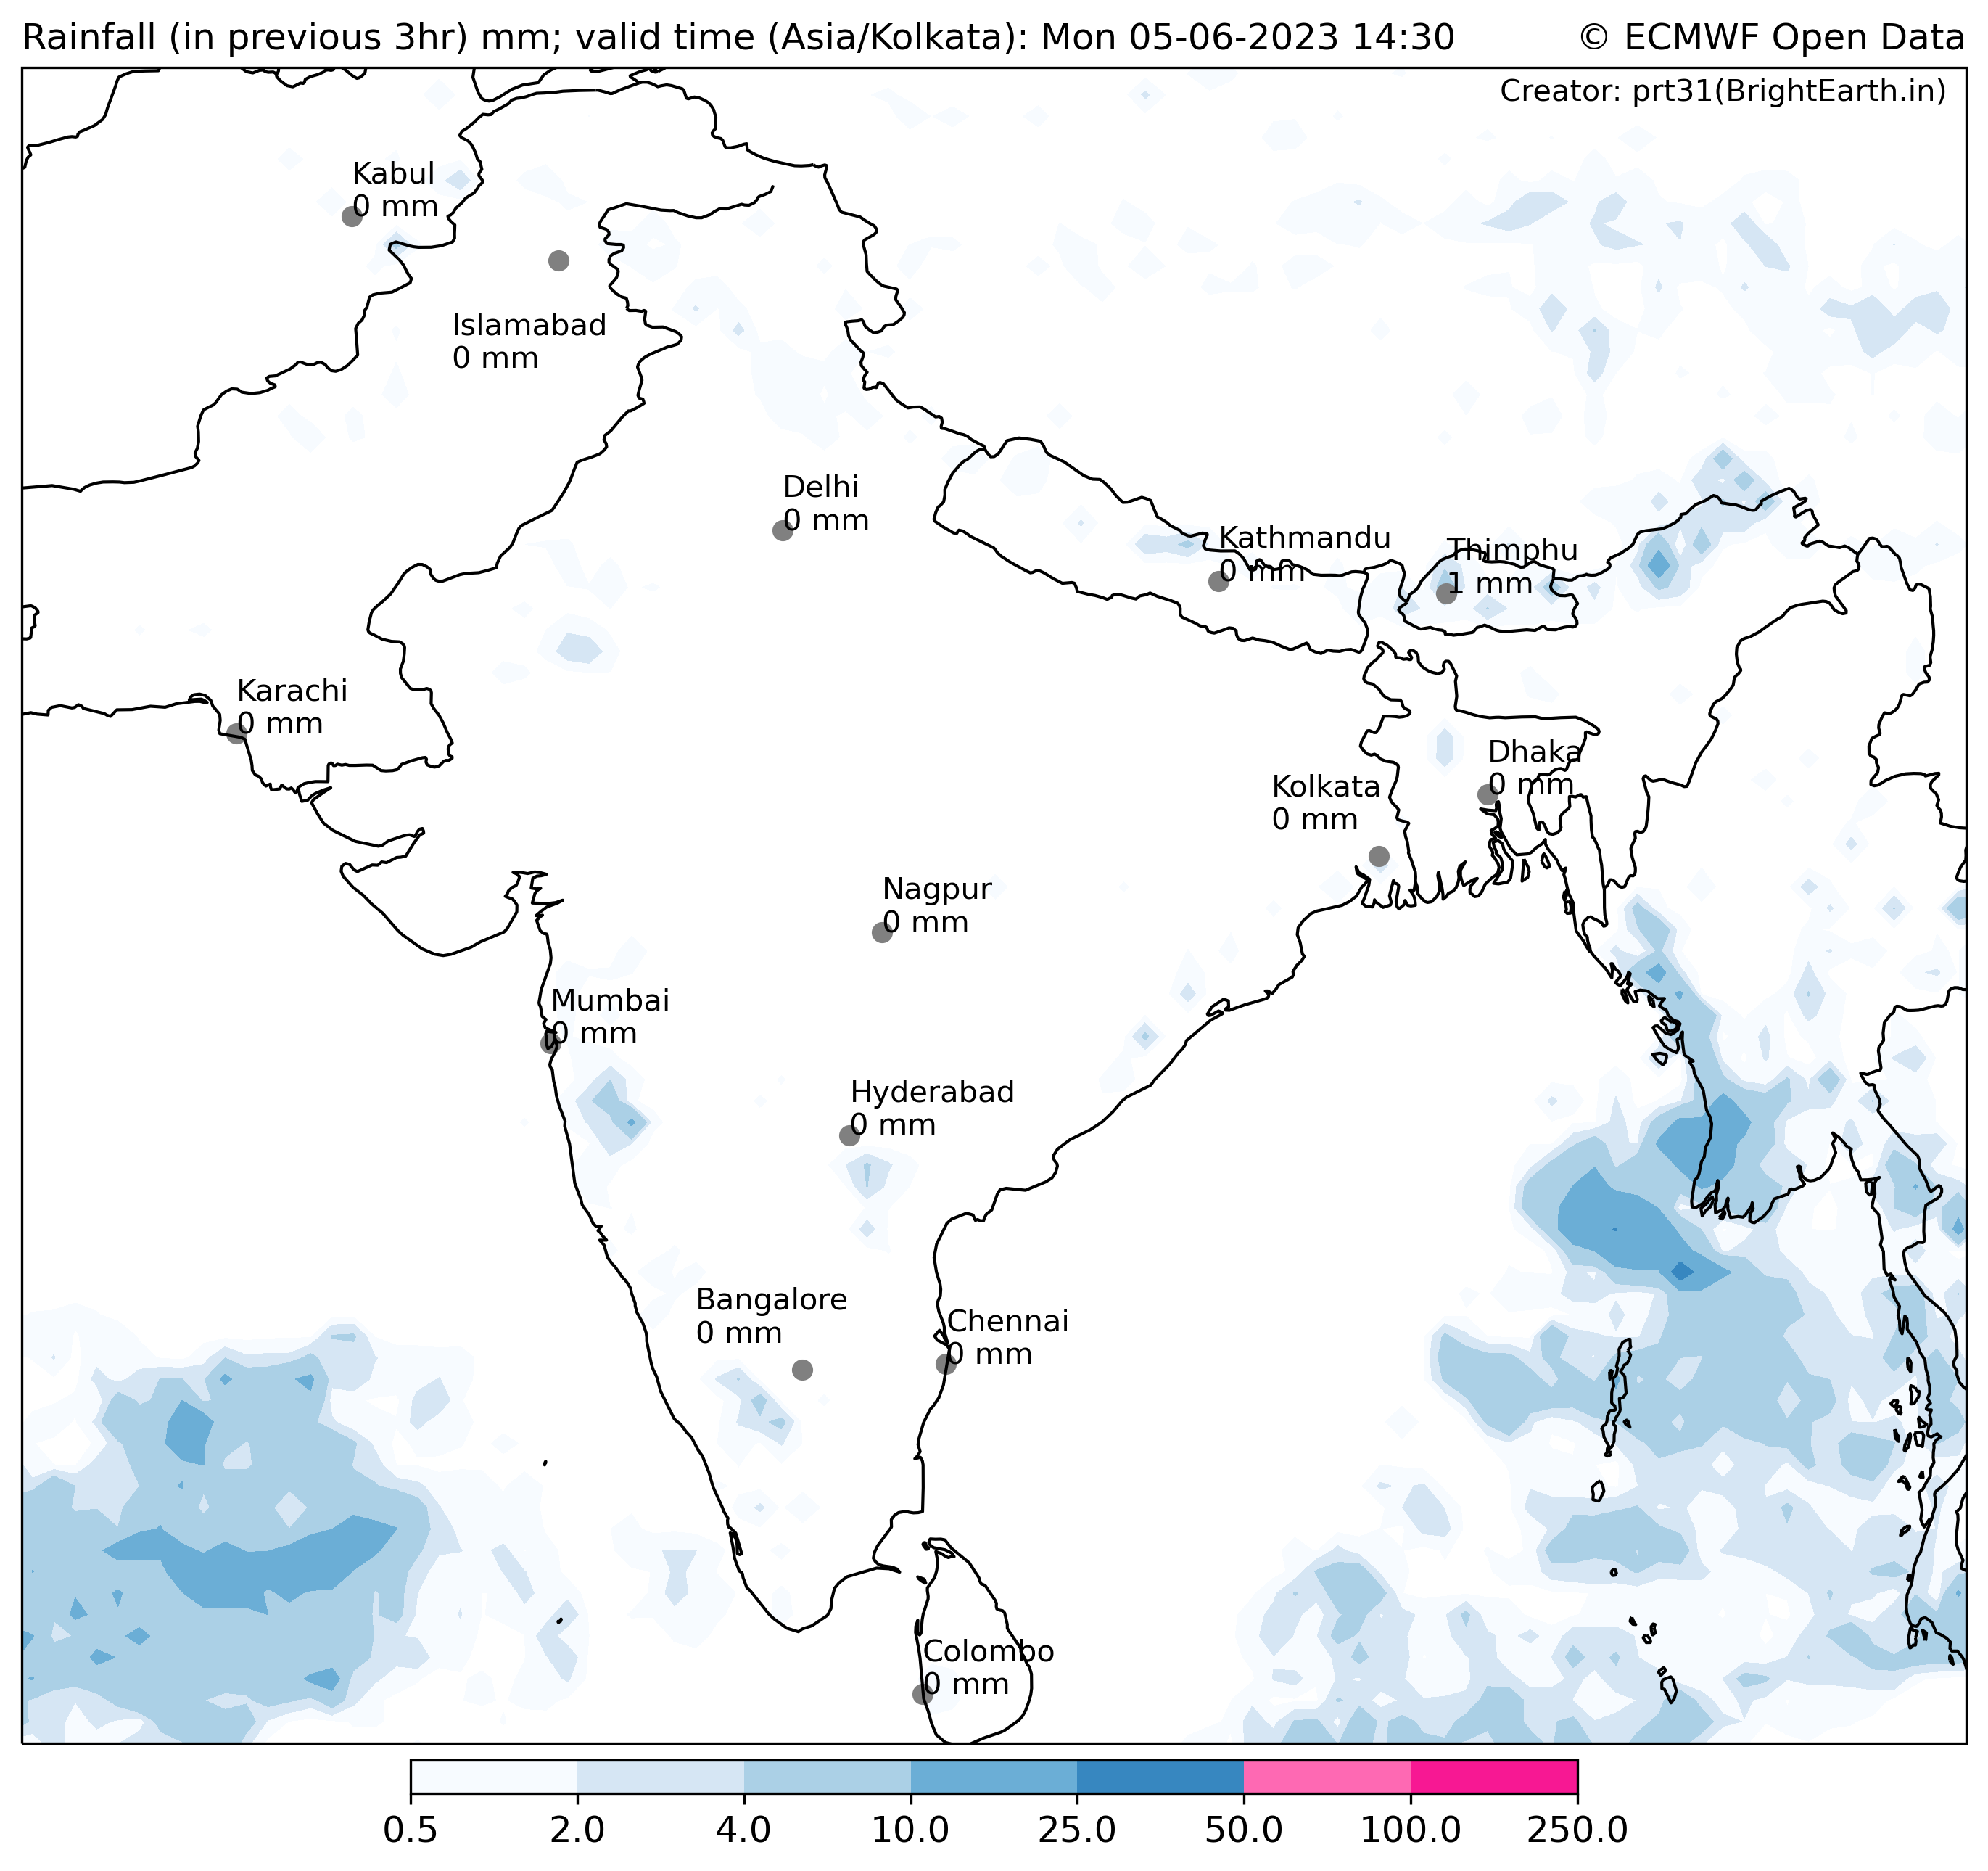 Rainfall (in previous 3hr) mm; valid time (Asia/Kolkata): Mon 05-06-2023 14:30
© ECMWF Open Data
Creator: prt31(BrightEarth.in)
Kabul
0 mm
Islamabad
0 mm
Delhi
0 mm
Kathmandu
0 mm
Thimphu
1 mm
Karachi
0 mm
Dhaka
0 mm
Kolkata
0 mm
Nagpur
0 mm
Mumbai
0 mm
Hyderabad
0 mm
Bangalore
0 mm
Chennai
0 mm
Colombo
0 mm
0.5 2.0 4.0 10.0 25.0 50.0 100.0 250.0